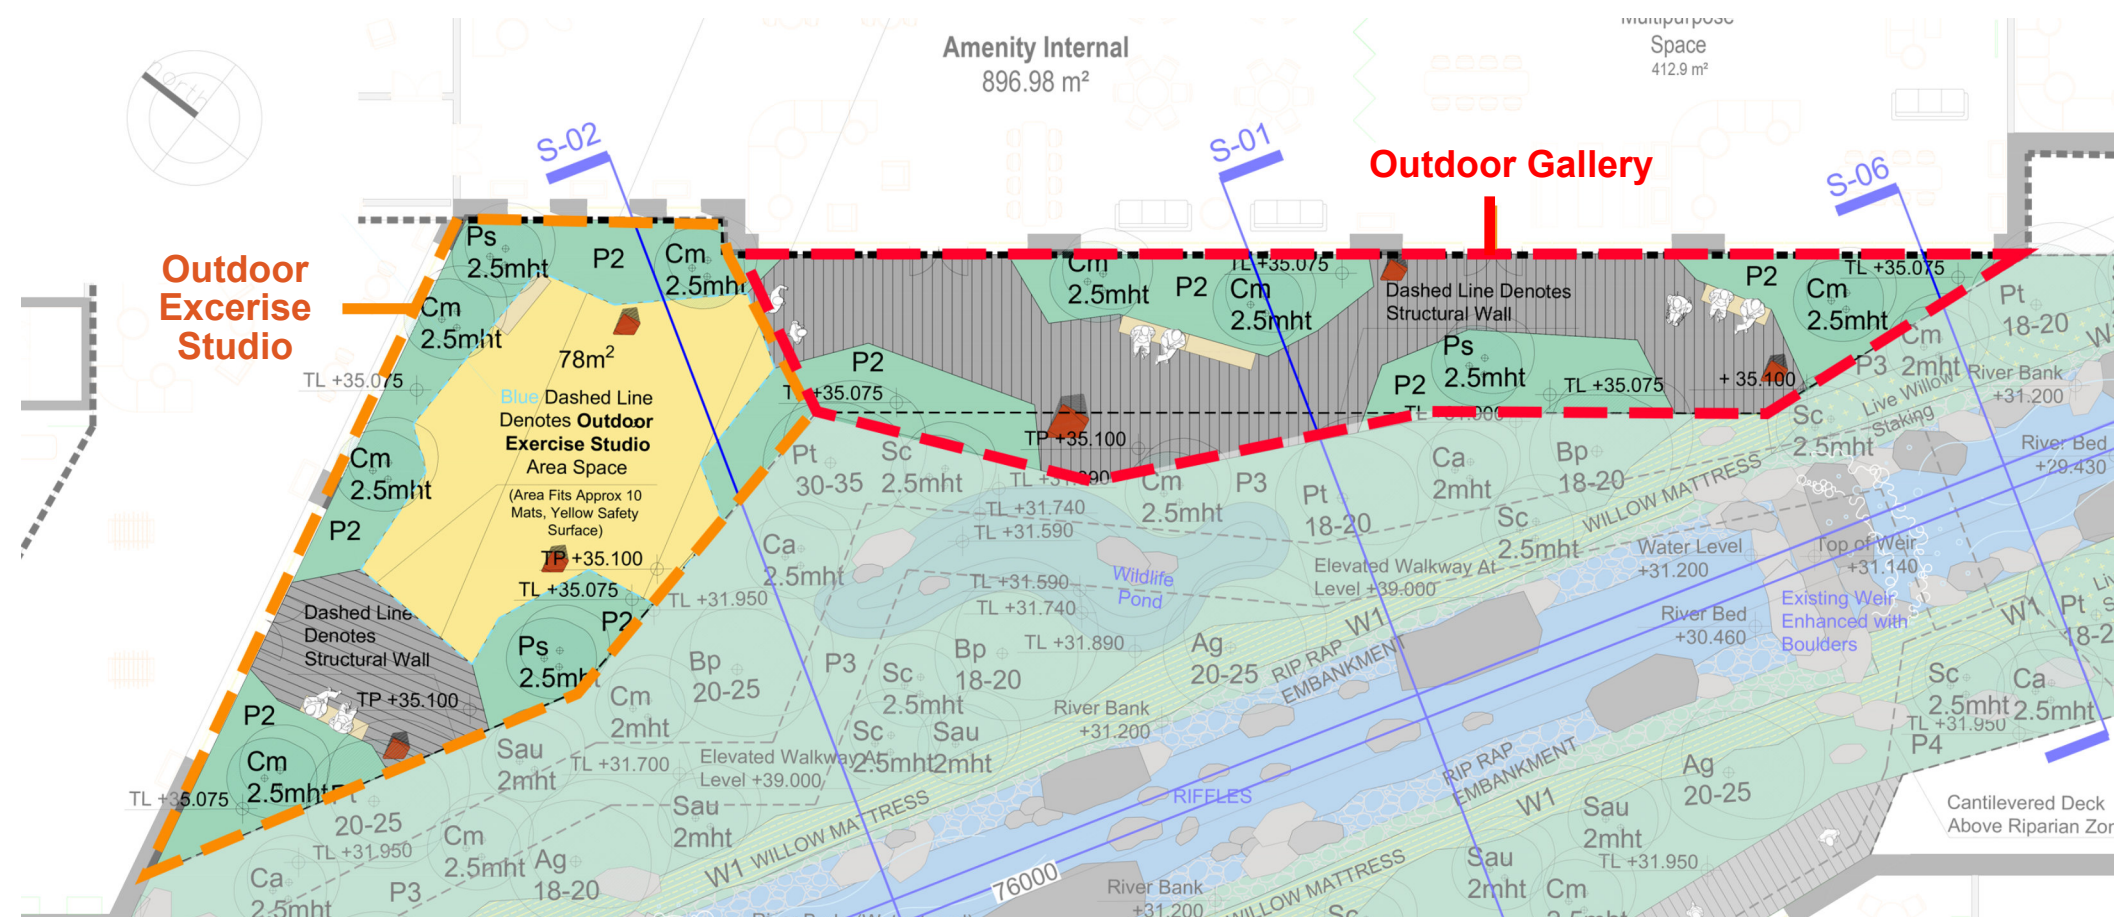 north
Amenity Internal
896.98 m²
Multipurpose
Space
412.9 m²
S-02
S-01
S-06
Outdoor Gallery
Outdoor
Excerise
Studio
Ps
2.5mht
P2
Cm
2.5mht
Cm
2.5mht
TL +35.075
78m²
Blue Dashed Line
Denotes Outdoor
Exercise Studio
Area Space
(Area Fits Approx 10
Mats, Yellow Safety
Surface)
TP +35.100
TL +35.075
Cm
2.5mht
P2
Dashed Line
Denotes
Structural Wall
TP +35.100
P2
Cm
2.5mht
TL +35.075
Ps
2.5mht
P2
TL +31.950
Cm
2.5mht
P2
Cm
2.5mht
TL +35.075
Dashed Line Denotes
Structural Wall
P2
Cm
2.5mht
TL +35.075
P2
TL +35.075
TP +35.100
Ps
2.5mht
P2
TL +35.075
+ 35.100
Pt
18-20
Cm
2mht
P3
River Bank
+31.200
Live Willow
Staking
River Bed
+29.430
Sc
2.5mht
Pt
30-35
Sc
2.5mht
Cm
2.5mht
P3
Pt
18-20
Ca
2mht
Bp
18-20
Sc
2.5mht
WILLOW MATTRESS
TL +31.740
TL +31.590
Ca
2.5mht
Wildlife
Pond
TL +31.590
TL +31.740
TL +31.890
Elevated Walkway At
Level +39.000
W1
Water Level
+31.200
Top of Weir
+31.140
River Bed
+30.460
Existing Weir
Enhanced with
Boulders
W1
Pt
18-2
Bp
20-25
P3
Sc
2.5mht
Bp
18-20
Ag
20-25
RIP RAP
EMBANKMENT
Cm
2mht
River Bank
+31.200
Sc
2.5mht
Sau
2mht
Sau
2mht
TL +31.700
Elevated Walkway At
Level +39.000
Sau
2mht
RIFFLES
RIP RAP
EMBANKMENT
W1
Ag
20-25
Sc
2.5mht
Ca
2.5mht
TL +31.950
P4
Cantilevered Deck
Above Riparian Zon
Pt
20-25
TL +31.950
Cm
2.5mht
Ag
18-20
P3
Ca
2.5mht
W1
WILLOW MATTRESS
76000
River Bank
+31.200
WILLOW MATTRESS
Sau
2mht
Cm
2.5mht
Sau
2mht
TL +31.950
Sc